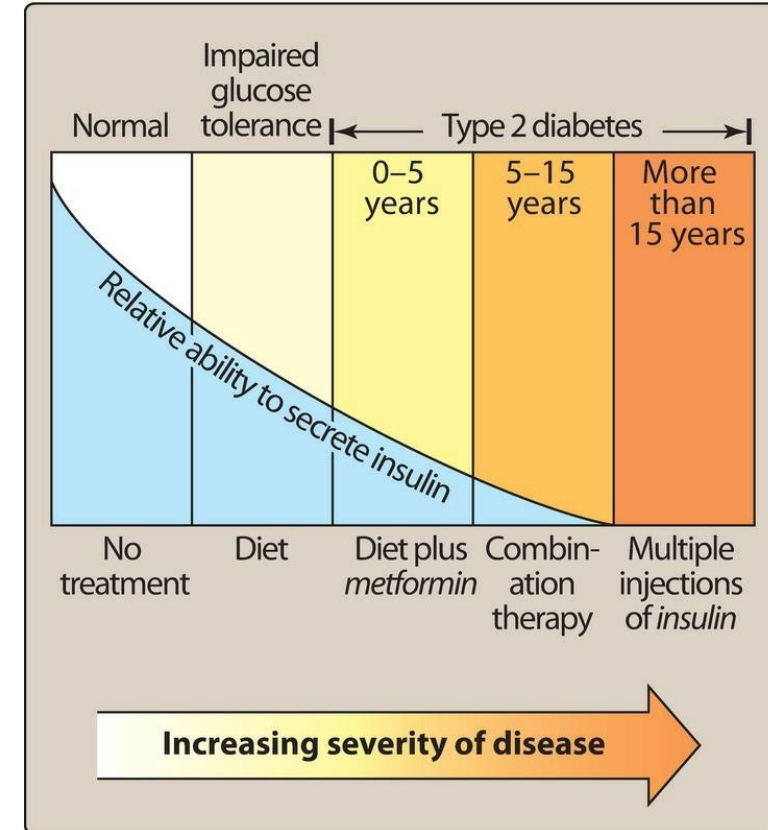 Normal
Impaired
glucose
tolerance
Type 2 diabetes
0–5
years
5–15
years
More
than
15 years
Relative ability to secrete insulin
No
treatment
Diet
Diet plus
metformin
Combin-
ation
therapy
Multiple
injections
of insulin
Increasing severity of disease